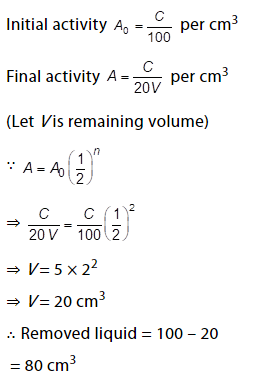 Initial activity A₀ = C/100 per cm³
Final activity A = C/20V per cm³
(Let V is remaining volume)
∵ A = A₀(1/2)ⁿ
⇒ C/20V = C/100 (1/2)²
⇒ V = 5 × 2²
⇒ V = 20 cm³
∴ Removed liquid = 100 – 20
= 80 cm³